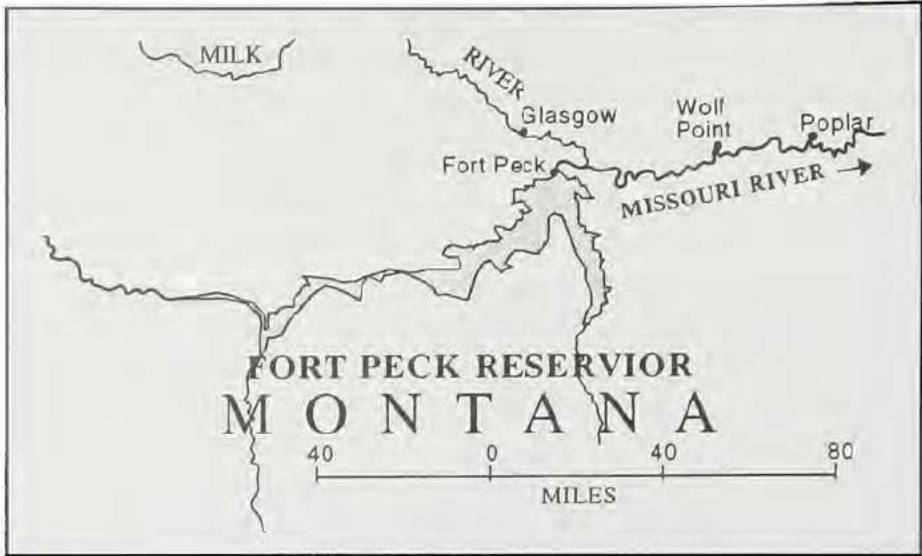 MILK
RIVER
Glasgow
Wolf
Point
Poplar
Fort Peck
MISSOURI RIVER
FORT PECK RESERVIOR
MONTANA
40 0 40 80
MILES